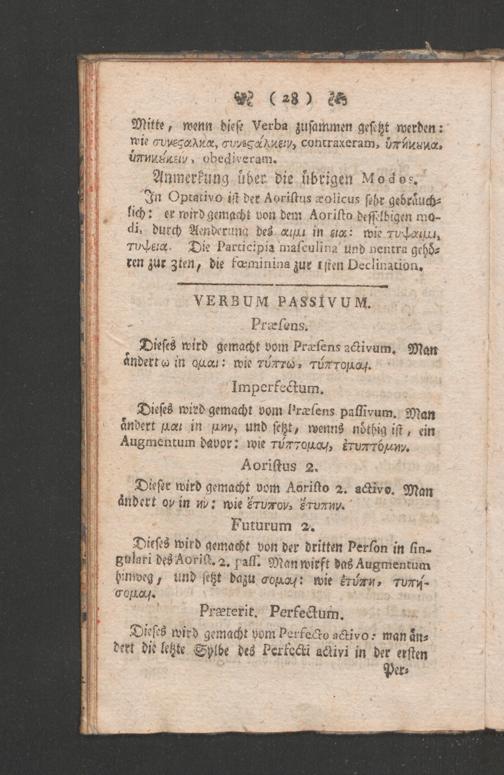 ( 28 )
Mitte, wenn diese Verba zusammen gesetzt werden:
wie συνεϛαλκα, συνεϛάλκειν, contraxeram, ὑπήκȣκα,
ὑπηκȣκειν, obediveram.
Anmerkung über die übrigen Modos.
In Optativo ist der Aoristus æolicus sehr gebräuch-
lich: er wird gemacht von dem Aoristo desselbigen mo-
di, durch Aenderung des αιμι in εια: wie τυψαιμι,
τυψεια. Die Participia masculina und neutra gehö-
ren zur 3ten, die fœminina zur 1sten Declination.
VERBUM PASSIVUM.
Præsens.
Dieses wird gemacht vom Præsens activum. Man
ändert ω in ομαι: wie τύπτω, τύπτομαι.
Imperfectum.
Dieses wird gemacht vom Præsens passivum. Man
ändert μαι in μην, und setzt, wenns nöthig ist, ein
Augmentum davor: wie τύπτομαι, ἐτυπτόμην.
Aoristus 2.
Dieser wird gemacht vom Aoristo 2. activo. Man
ändert ον in ην: wie ἔτυπον, ἔτυπην.
Futurum 2.
Dieses wird gemacht von der dritten Person in sin-
gulari des Aorist. 2. pass. Man wirft das Augmentum
hinweg, und setzt dazu σομαι: wie ἐτύπη, τυπή-
σομαι.
Præterit. Perfectum.
Dieses wird gemacht vom Perfecto activo: man än-
dert die letzte Sylbe des Perfecti activi in der ersten
Per-